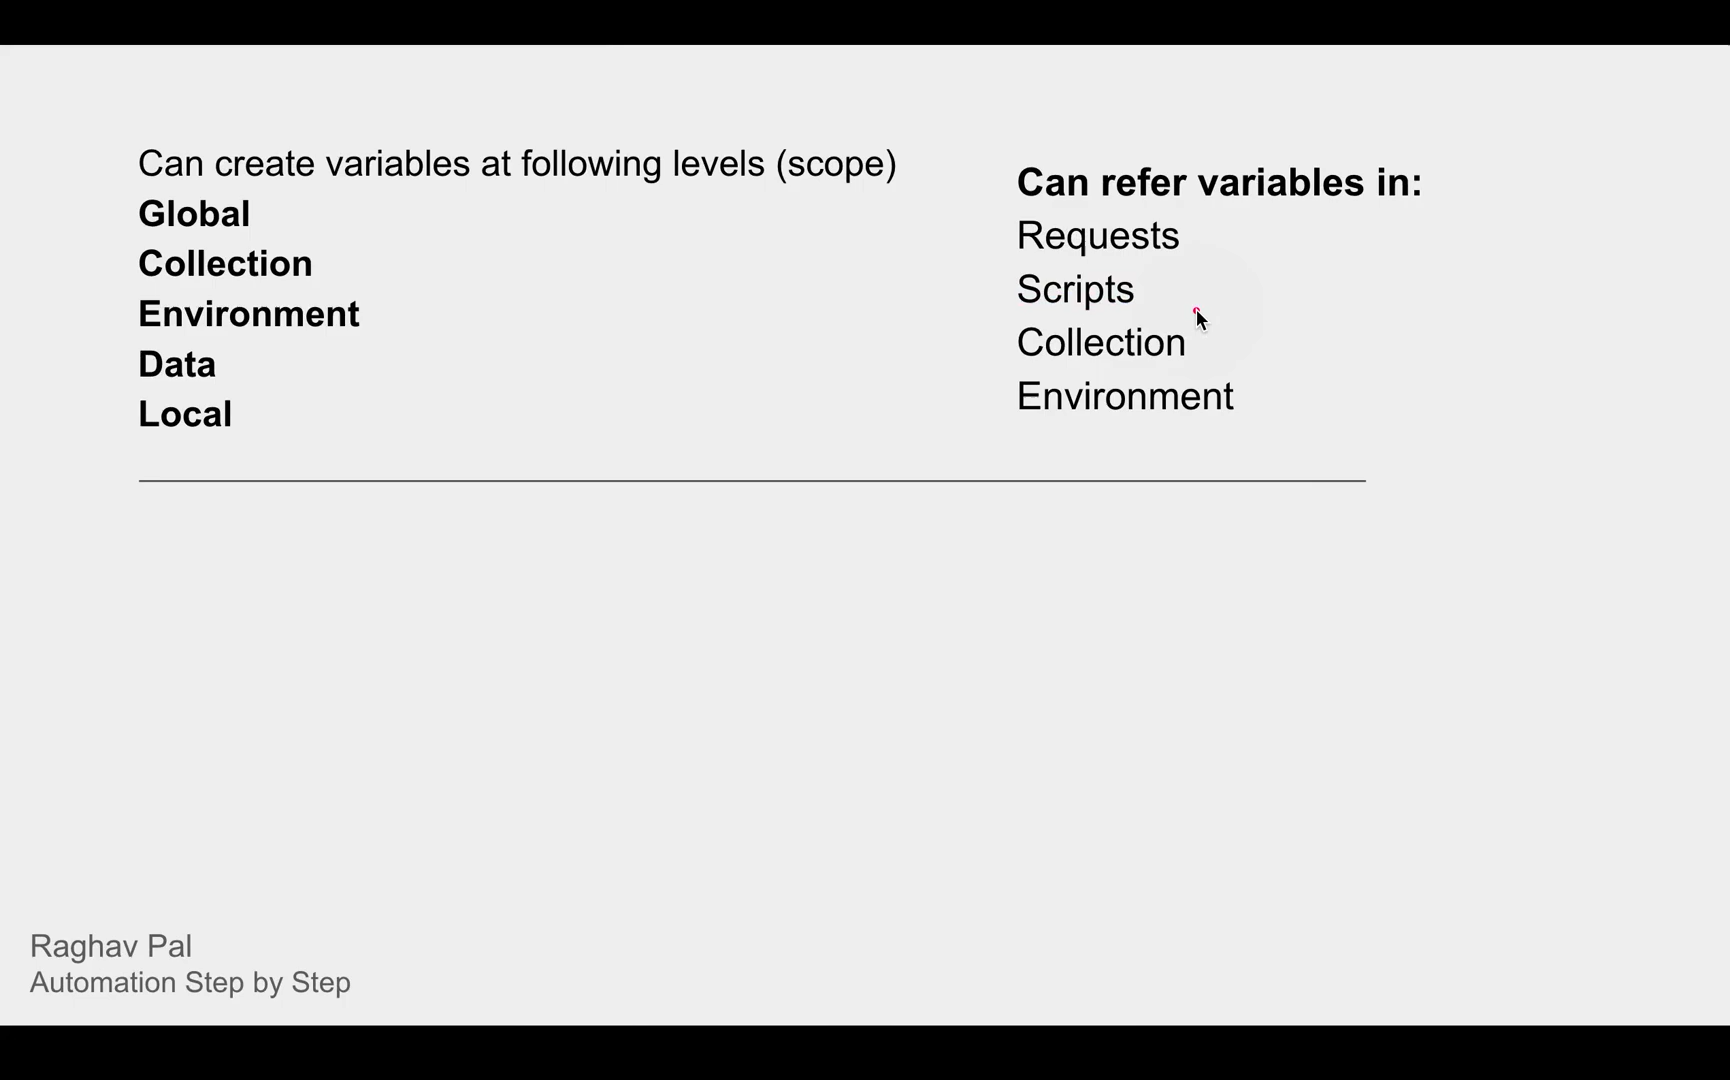 Can create variables at following levels (scope)
Global
Collection
Environment
Data
Local
Can refer variables in:
Requests
Scripts
Collection
Environment
Raghav Pal
Automation Step by Step